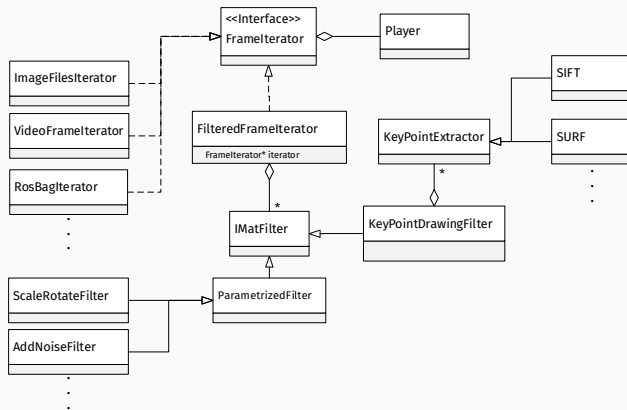 <<Interface>>
FrameIterator
Player
ImageFilesIterator
SIFT
VideoFrameIterator
FilteredFrameIterator
FrameIterator* iterator
KeyPointExtractor
SURF
RosBagIterator
*
*
IMatFilter
KeyPointDrawingFilter
ScaleRotateFilter
ParametrizedFilter
AddNoiseFilter